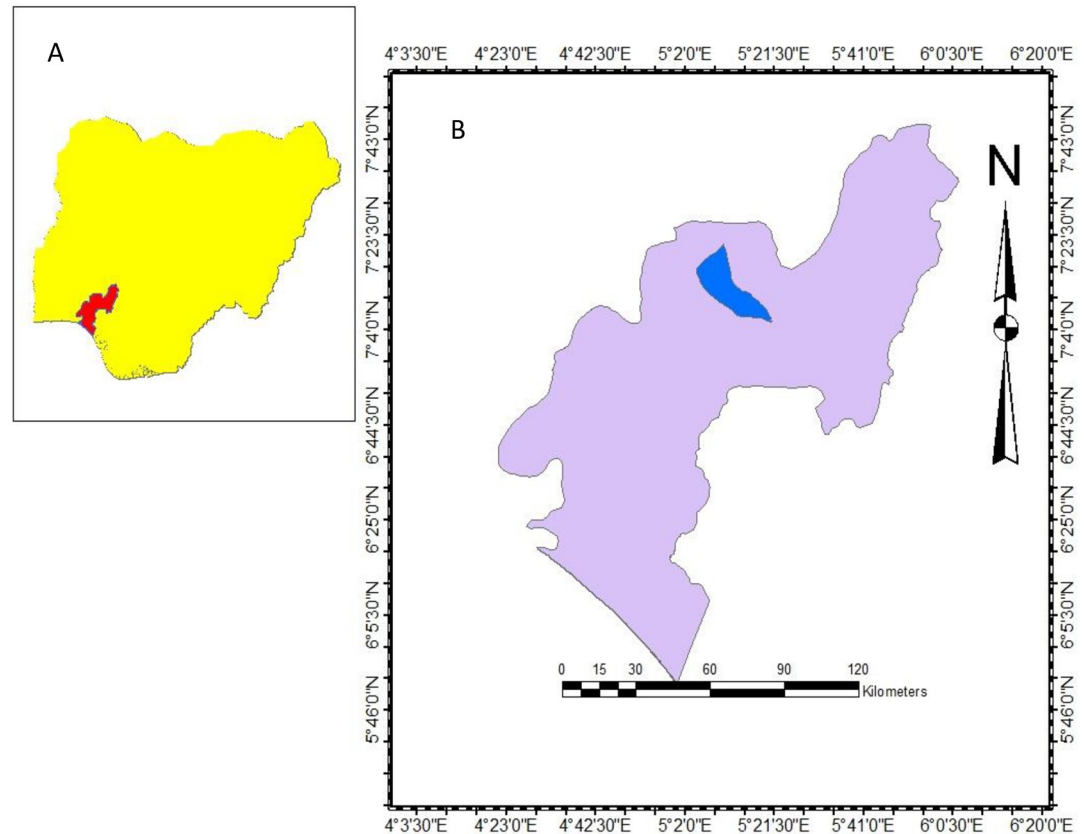 A
4°3'30"E 4°23'0"E 4°42'30"E 5°2'0"E 5°21'30"E 5°41'0"E 6°0'30"E 6°20'0"E
B
N
7°43'0"N 7°43'0"N
7°23'30"N 7°23'30"N
7°4'0"N 7°4'0"N
6°44'30"N 6°44'30"N
6°25'0"N 6°25'0"N
6°5'30"N 6°5'30"N
5°46'0"N 5°46'0"N
0 15 30 60 90 120
Kilometers
4°3'30"E 4°23'0"E 4°42'30"E 5°2'0"E 5°21'30"E 5°41'0"E 6°0'30"E 6°20'0"E